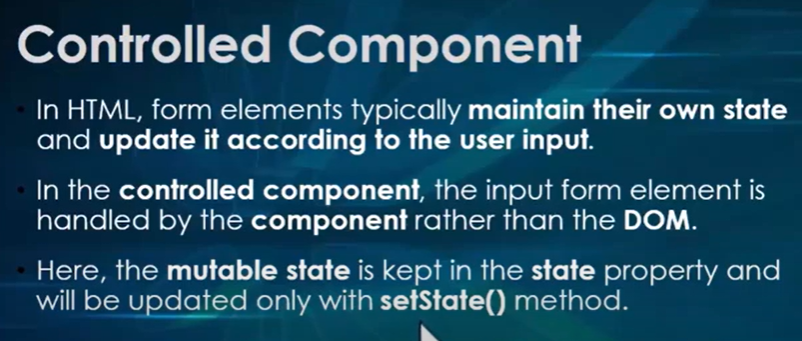 Controlled Component
• In HTML, form elements typically maintain their own state
and update it according to the user input.
• In the controlled component, the input form element is
handled by the component rather than the DOM.
• Here, the mutable state is kept in the state property and
will be updated only with setState() method.